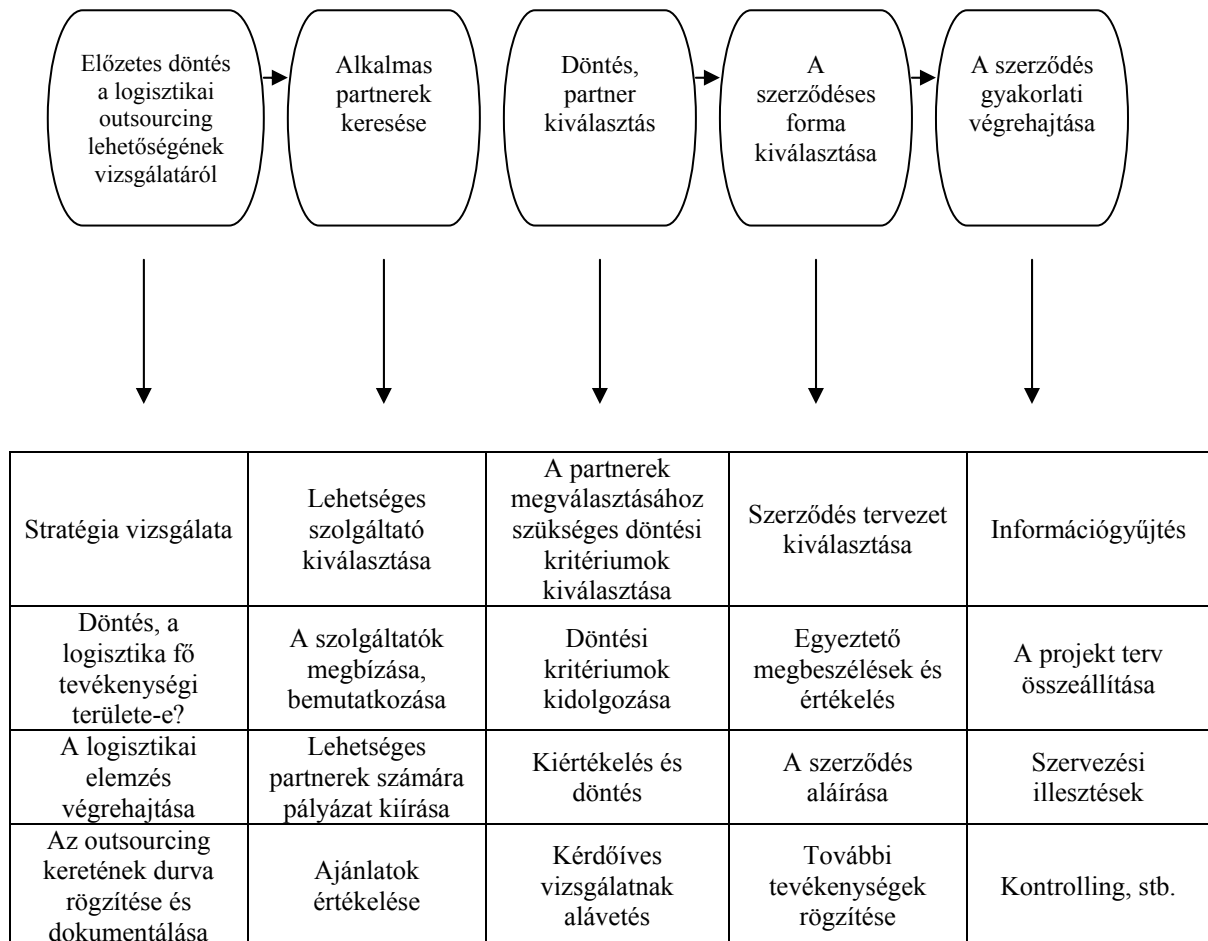 Előzetes döntés
a logisztikai
outsourcing
lehetőségének
vizsgálatáról
Alkalmas
partnerek
keresése
Döntés,
partner
kiválasztás
A
szerződéses
forma
kiválasztása
A szerződés
gyakorlati
végrehajtása
Stratégia vizsgálata
Lehetséges
szolgáltató
kiválasztása
A partnerek
megválasztásához
szükséges döntési
kritériumok
kiválasztása
Szerződés tervezet
kiválasztása
Információgyűjtés
Döntés, a
logisztika fő
tevékenységi
területe-e?
A szolgáltatók
megbízása,
bemutatkozása
Döntési
kritériumok
kidolgozása
Egyeztető
megbeszélések és
értékelés
A projekt terv
összeállítása
A logisztikai
elemzés
végrehajtása
Lehetséges
partnerek számára
pályázat kiírása
Kiértékelés és
döntés
A szerződés
aláírása
Szervezési
illesztések
Az outsourcing
keretének durva
rögzítése és
dokumentálása
Ajánlatok
értékelése
Kérdőíves
vizsgálatnak
alávetés
További
tevékenységek
rögzítése
Kontrolling, stb.